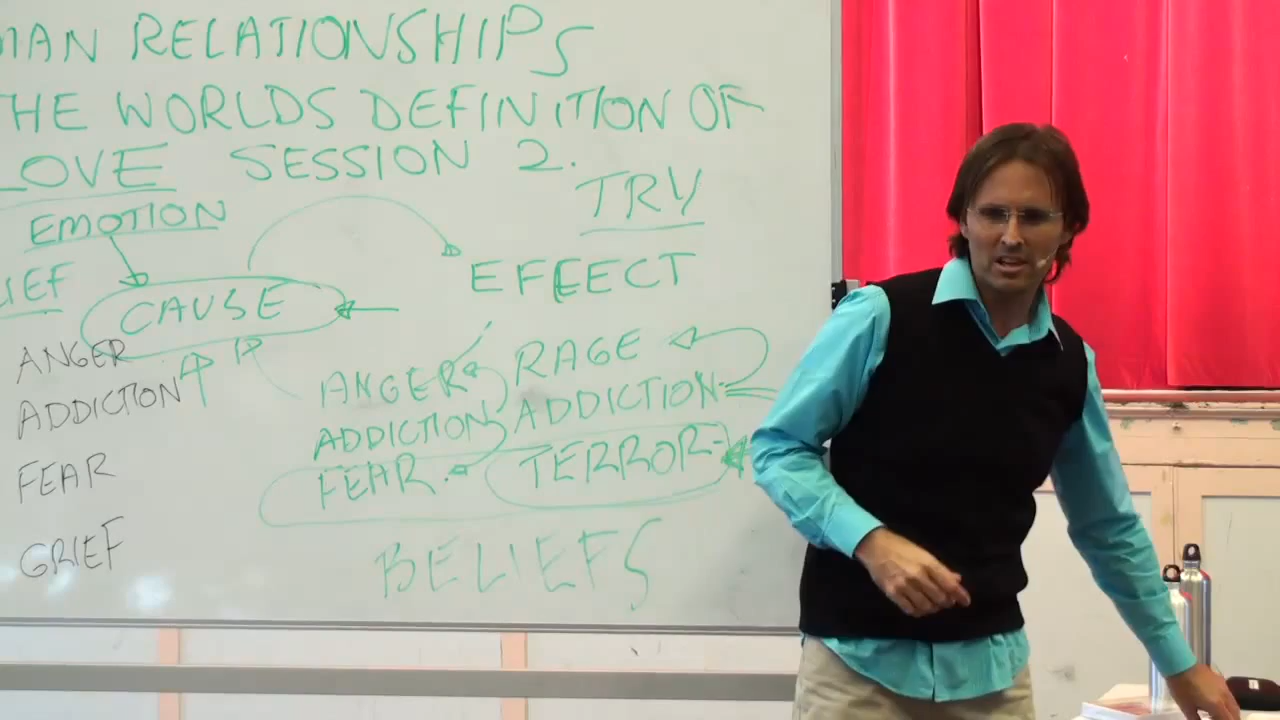 MAN RELATIONSHIPS
THE WORLDS DEFINITION OF
LOVE SESSION 2.
TRY
EMOTION
IEF
CAUSE
EFFECT
ANGER
ADDICTION
FEAR
GRIEF
ANGER RAGE
ADDICTION ADDICTION
FEAR. TERROR
BELIEFS